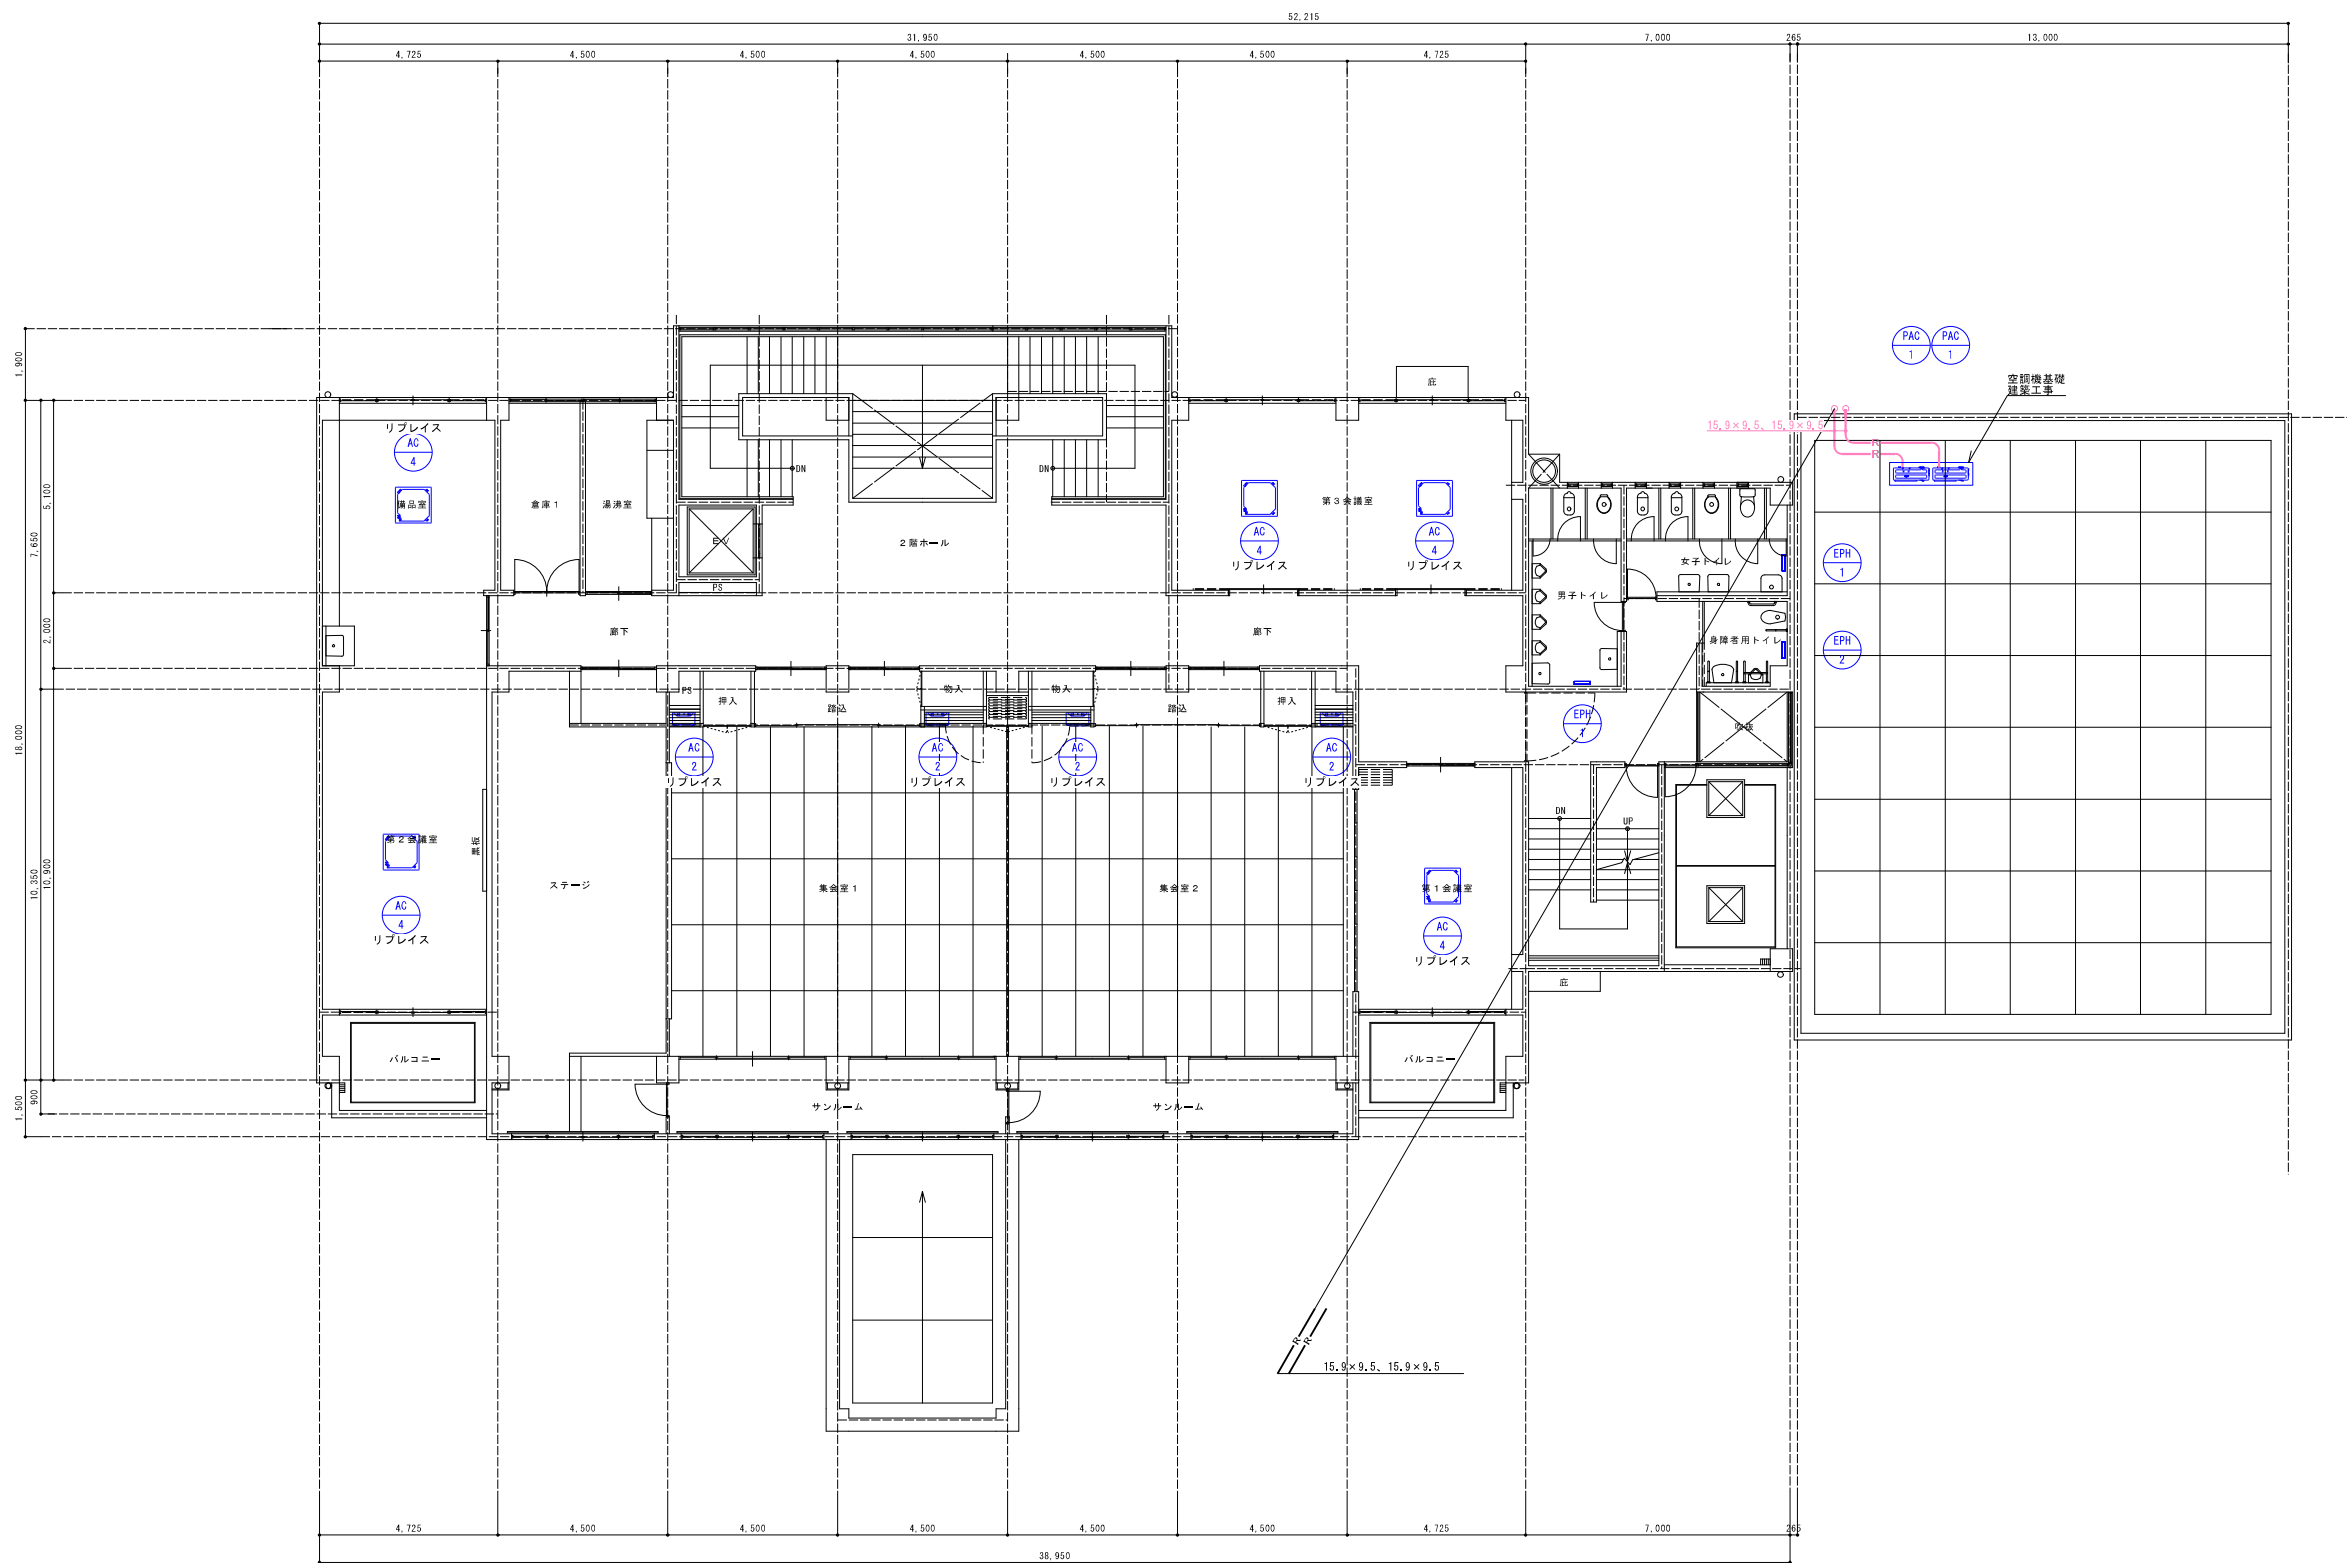 52,215
31,950
7,000
265
13,000
4,725
4,500
4,500
4,500
4,500
4,500
4,725
1,900
5,100
7,650
2,000
18,000
10,350
10,900
900
1,500
PAC
1
PAC
1
空調機基礎
建築工事
15.9×9.5、15.9×9.5
R
R
庇
リプレイス
AC
4
備品室
倉庫1
湯沸室
EV
PS
DN
DN
2階ホール
第3会議室
AC
4
リプレイス
AC
4
リプレイス
女子トイレ
男子トイレ
身障者用トイレ
EPH
1
EPH
2
廊下
廊下
PS
押入
踏込
物入
物入
踏込
押入
EPH
1
吹抜
AC
2
リプレイス
AC
2
リプレイス
AC
2
リプレイス
AC
2
リプレイス
DN
UP
第2会議室
黒板
AC
4
リプレイス
ステージ
集会室1
集会室2
第1会議室
AC
4
リプレイス
庇
バルコニー
バルコニー
サンルーム
サンルーム
R
R
15.9×9.5、15.9×9.5
4,725
4,500
4,500
4,500
4,500
4,500
4,725
7,000
265
38,950